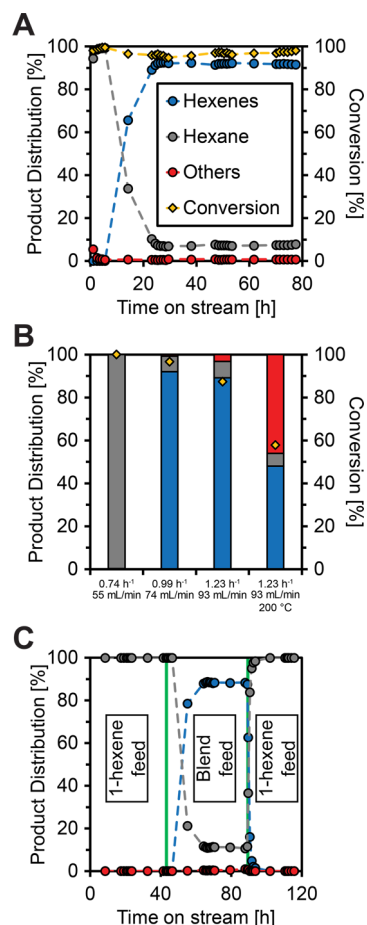 A
Product Distribution [%]
100
80
60
40
20
0
Hexenes
Hexane
Others
Conversion
100
80
60
40
20
0
Conversion [%]
0 20 40 60 80
Time on stream [h]
B
Product Distribution [%]
100
80
60
40
20
0
100
80
60
40
20
0
Conversion [%]
0.74 h-1
55 mL/min
0.99 h-1
74 mL/min
1.23 h-1
93 mL/min
1.23 h-1
93 mL/min
200 °C
C
Product Distribution [%]
100
80
60
40
20
0
1-hexene
feed
Blend
feed
1-hexene
feed
0 40 80 120
Time on stream [h]